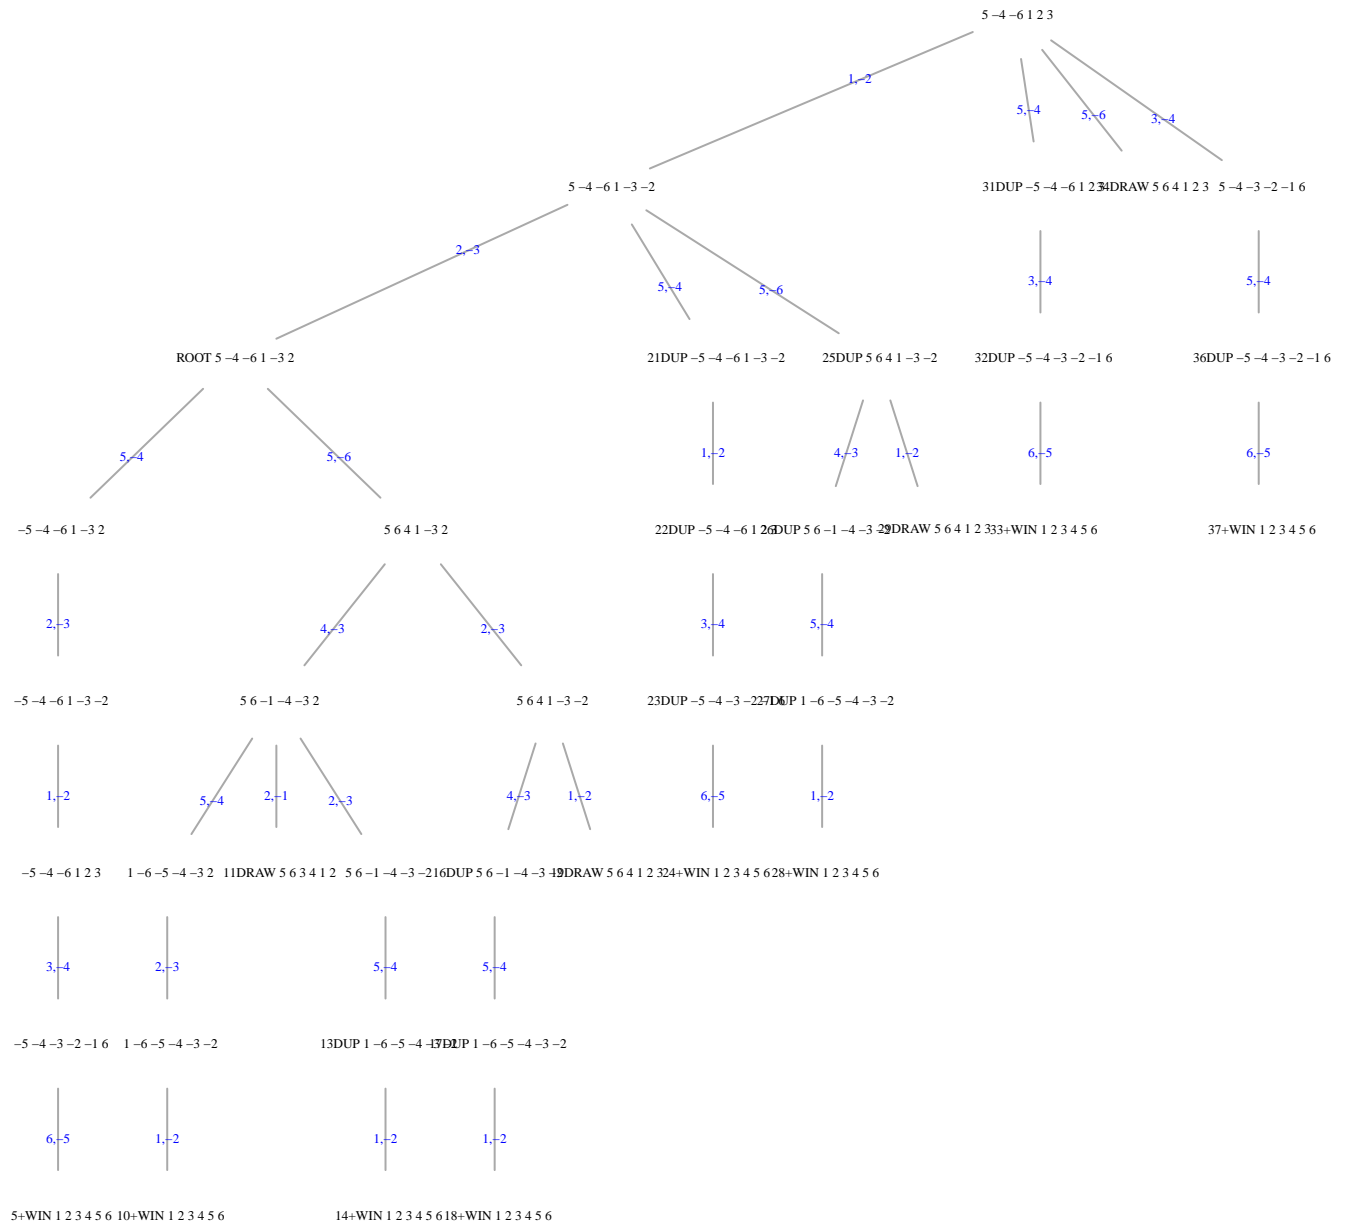 5 −4 −6 1 2 3
1,−2
5,−4
5,−6
3,−4
5 −4 −6 1 −3 −2
31DUP −5 −4 −6 1 2 3
34DRAW 5 6 4 1 2 3
5 −4 −3 −2 −1 6
2,−3
5,−4
5,−6
3,−4
5,−4
ROOT 5 −4 −6 1 −3 2
21DUP −5 −4 −6 1 −3 −2
25DUP 5 6 4 1 −3 −2
32DUP −5 −4 −3 −2 −1 6
36DUP −5 −4 −3 −2 −1 6
5,−4
5,−6
1,−2
4,−3
1,−2
6,−5
6,−5
−5 −4 −6 1 −3 2
5 6 4 1 −3 2
22DUP −5 −4 −6 1 2 3
26DUP 5 6 −1 −4 −3 −2
29DRAW 5 6 4 1 2 3
33+WIN 1 2 3 4 5 6
37+WIN 1 2 3 4 5 6
2,−3
4,−3
2,−3
3,−4
5,−4
−5 −4 −6 1 −3 −2
5 6 −1 −4 −3 2
5 6 4 1 −3 −2
23DUP −5 −4 −3 −2 −1 6
27DUP 1 −6 −5 −4 −3 −2
1,−2
5,−4
2,−1
2,−3
4,−3
1,−2
6,−5
1,−2
−5 −4 −6 1 2 3
1 −6 −5 −4 −3 2
11DRAW 5 6 3 4 1 2
5 6 −1 −4 −3 −2
16DUP 5 6 −1 −4 −3 −2
19DRAW 5 6 4 1 2 3
24+WIN 1 2 3 4 5 6
28+WIN 1 2 3 4 5 6
3,−4
2,−3
5,−4
5,−4
−5 −4 −3 −2 −1 6
1 −6 −5 −4 −3 −2
13DUP 1 −6 −5 −4 −3 −2
17DUP 1 −6 −5 −4 −3 −2
6,−5
1,−2
1,−2
1,−2
5+WIN 1 2 3 4 5 6
10+WIN 1 2 3 4 5 6
14+WIN 1 2 3 4 5 6
18+WIN 1 2 3 4 5 6